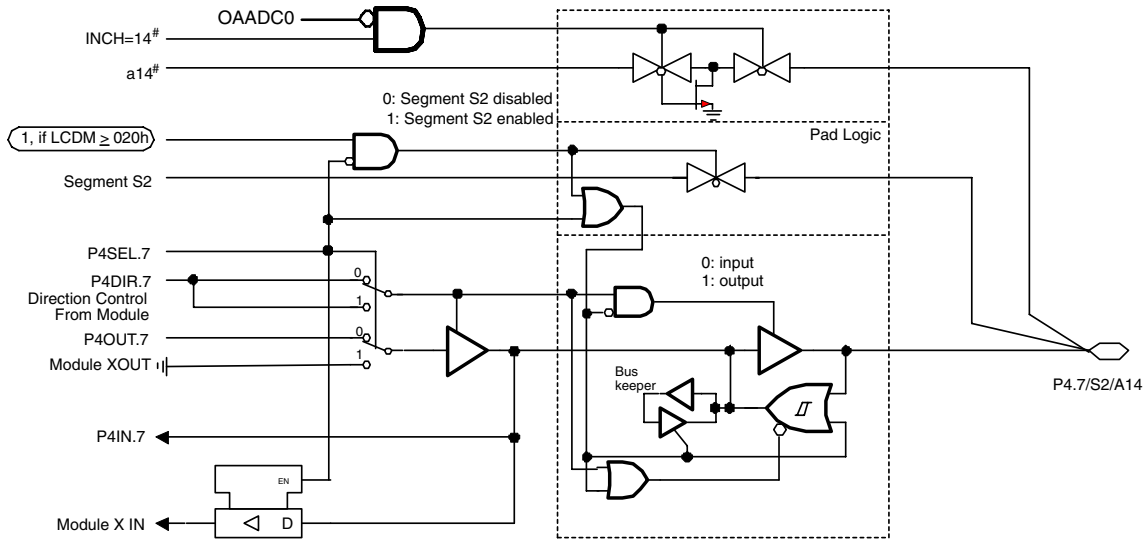 OAADC0
INCH=14#
a14#
0: Segment S2 disabled
1: Segment S2 enabled
Pad Logic
1, if LCDM ≥ 020h
Segment S2
P4SEL.7
P4DIR.7
0
Direction Control
From Module
1
0: input
1: output
P4OUT.7
0
Module XOUT
1
Bus
keeper
P4.7/S2/A14
P4IN.7
EN
Module X IN
D